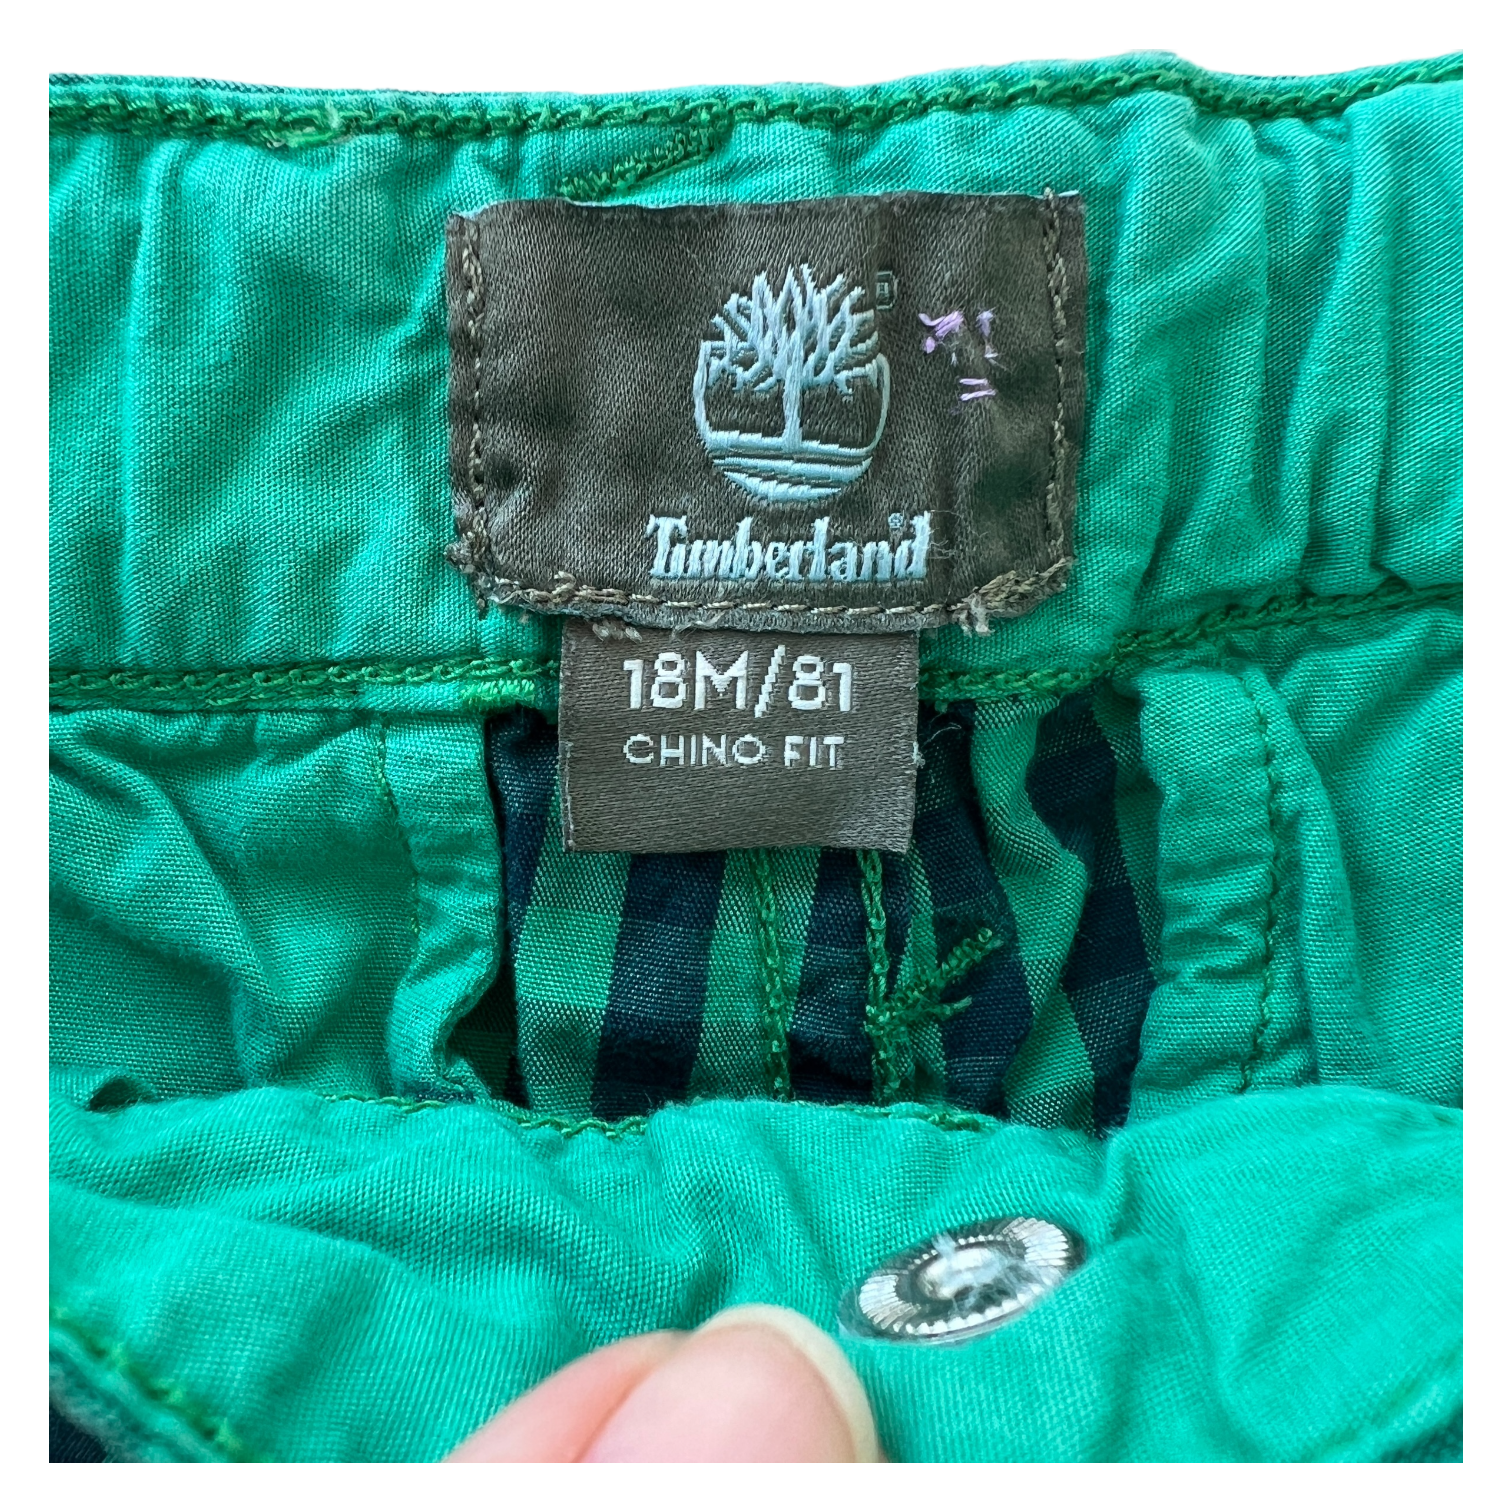 Timberland®
18M/81
CHINO FIT